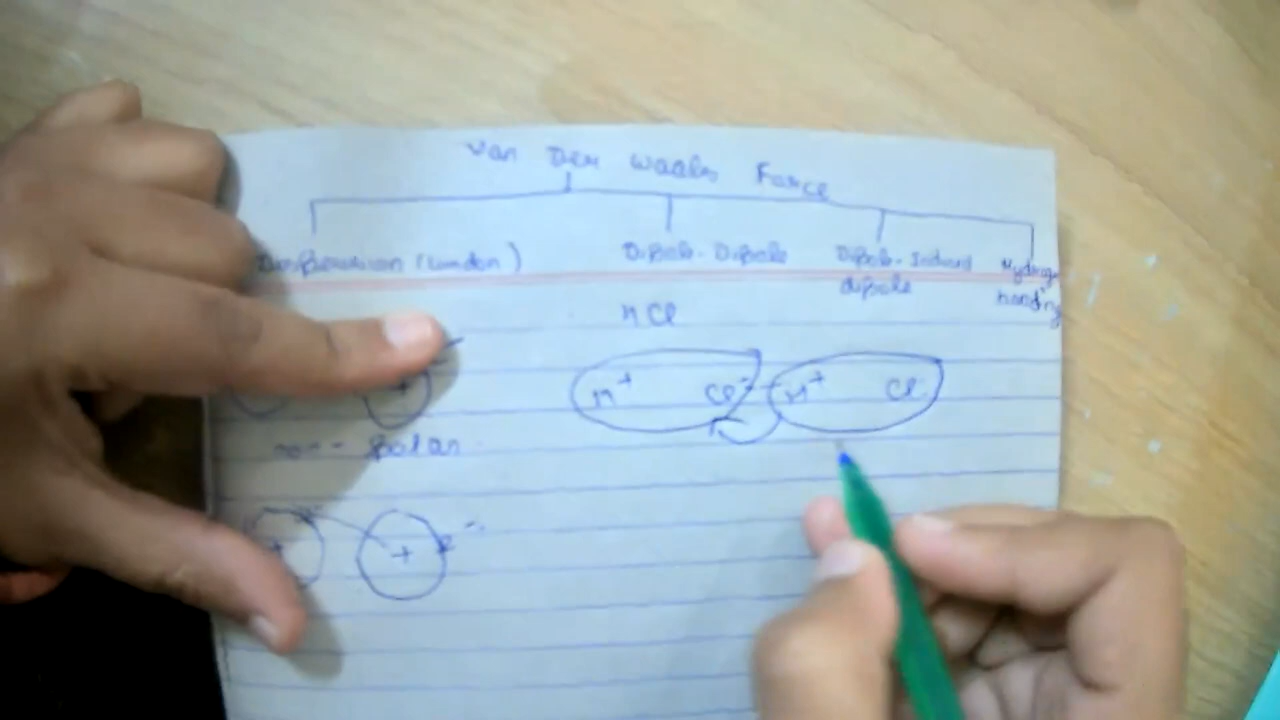 Van Der Waals Force
Dispersion (London) Dipole-Dipole Dipole-Induced dipole Hydrogen bonding
HCl
H+ Cl- H+ Cl
+
non-polar
+ + e-